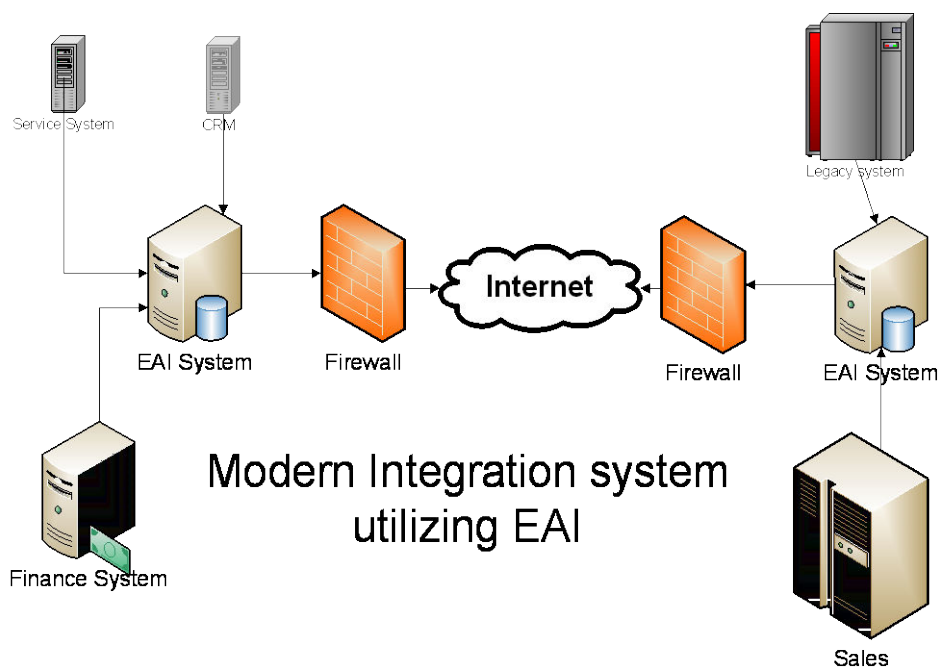 Service System
CRM
Legacy system
Internet
EAI System
Firewall
Firewall
EAI System
Modern Integration system
utilizing EAI
Finance System
Sales